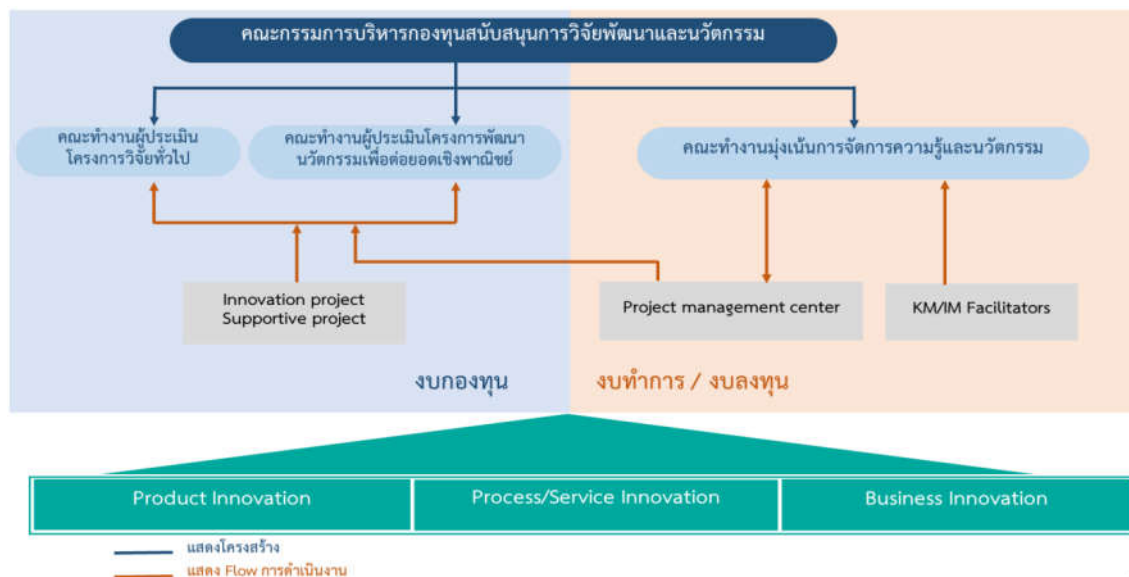 คณะกรรมการบริหารกองทุนสนับสนุนการวิจัยพัฒนาและนวัตกรรม
คณะทำงานผู้ประเมิน
โครงการวิจัยทั่วไป
คณะทำงานผู้ประเมินโครงการพัฒนา
นวัตกรรมเพื่อต่อยอดเชิงพาณิชย์
คณะทำงานมุ่งเน้นการจัดการความรู้และนวัตกรรม
Innovation project
Supportive project
Project management center
KM/IM Facilitators
งบกองทุน
งบทำการ / งบลงทุน
Product Innovation
Process/Service Innovation
Business Innovation
แสดงโครงสร้าง
แสดง Flow การดำเนินงาน